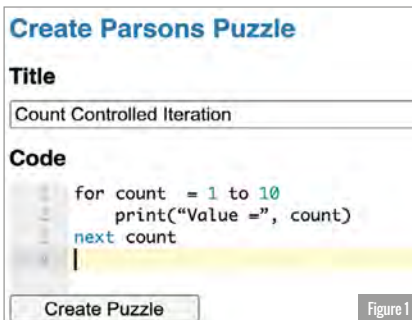 Create Parsons Puzzle
Title
Count Controlled Iteration
Code
for count  = 1 to 10
    print(“Value =”, count)
next count
Create Puzzle
Figure 1